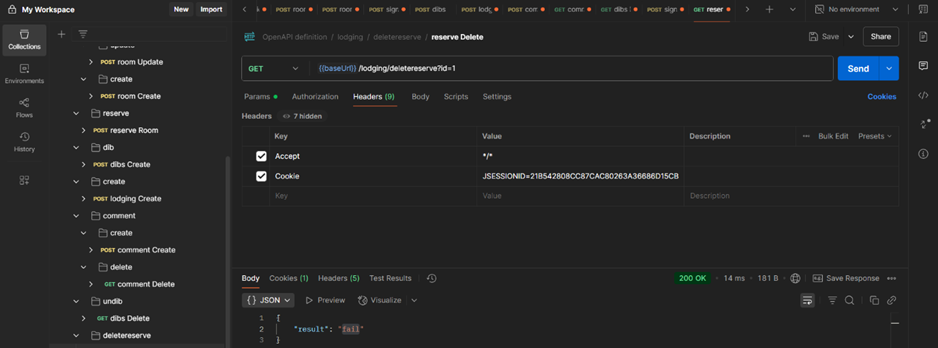 My Workspace
New
Import
POST roor
POST roor
POST sign
POST dibs
POST lodg
POST con
GET comr
GET dibs
POST sign
GET reser
No environment
Collections
Environments
Flows
History
update
POST room Update
create
POST room Create
reserve
POST reserve Room
dib
POST dibs Create
create
POST lodging Create
comment
create
POST comment Create
delete
GET comment Delete
undib
GET dibs Delete
deletereserve
OpenAPI definition / lodging / deletereserve / reserve Delete
Save
Share
GET
{{baseUrl}} /lodging/deletereserve?id=1
Send
Params
Authorization
Headers (9)
Body
Scripts
Settings
Cookies
Headers
7 hidden
Key Value Description
Bulk Edit
Presets
Accept */*
Cookie JSESSIONID=21B542808CC87CAC80263A36686D15CB
Key Value Description
Body
Cookies (1)
Headers (5)
Test Results
200 OK
14 ms
181 B
Save Response
{ } JSON
Preview
Visualize
1 {
2 "result": "fail"
3 }